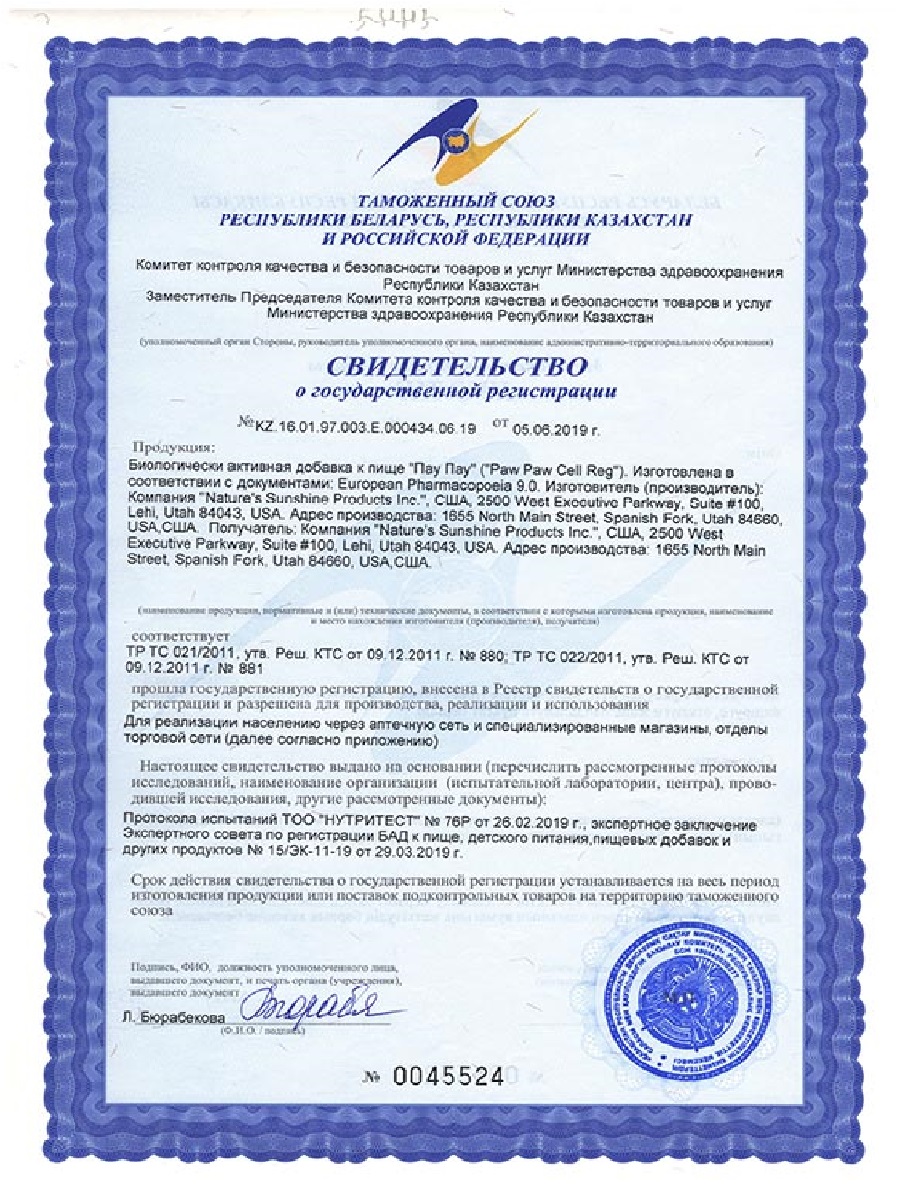 ТАМОЖЕННЫЙ СОЮЗ
РЕСПУБЛИКИ БЕЛАРУСЬ, РЕСПУБЛИКИ КАЗАХСТАН
И РОССИЙСКОЙ ФЕДЕРАЦИИ
Комитет контроля качества и безопасности товаров и услуг Министерства здравоохранения
Республики Казахстан
Заместитель Председателя Комитета контроля качества и безопасности товаров и услуг
Министерства здравоохранения Республики Казахстан
(уполномоченный орган Стороны, руководитель уполномоченного органа, наименование административно-территориального образования)
СВИДЕТЕЛЬСТВО
о государственной регистрации
№ KZ.16.01.97.003.E.000434.06.19 от 05.06.2019 г.
Продукция:
Биологически активная добавка к пище "Пау Пау" ("Paw Paw Cell Reg"). Изготовлена в
соответствии с документами: European Pharmacopoeia 9.0. Изготовитель (производитель):
Компания "Nature's Sunshine Products Inc.", США, 2500 West Executive Parkway, Suite #100,
Lehi, Utah 84043, USA. Адрес производства: 1655 North Main Street, Spanish Fork, Utah 84660,
USA,США. Получатель: Компания "Nature's Sunshine Products Inc.", США, 2500 West
Executive Parkway, Suite #100, Lehi, Utah 84043, USA. Адрес производства: 1655 North Main
Street, Spanish Fork, Utah 84660, USA,США.
(наименование продукции, нормативные и (или) технические документы, в соответствии с которыми изготовлена продукция, наименование
и место нахождения изготовителя (производителя), получателя)
соответствует
ТР ТС 021/2011, утв. Реш. КТС от 09.12.2011 г. № 880; ТР ТС 022/2011, утв. Реш. КТС от
09.12.2011 г. № 881
прошла государственную регистрацию, внесена в Реестр свидетельств о государственной
регистрации и разрешена для производства, реализации и использования
Для реализации населению через аптечную сеть и специализированные магазины, отделы
торговой сети (далее согласно приложению)
Настоящее свидетельство выдано на основании (перечислить рассмотренные протоколы
исследований, наименование организации (испытательной лаборатории, центра), прово-
дившей исследования, другие рассмотренные документы):
Протокола испытаний ТОО "НУТРИТЕСТ" № 76Р от 26.02.2019 г., экспертное заключение
Экспертного совета по регистрации БАД к пище, детского питания,пищевых добавок и
других продуктов № 15/ЭК-11-19 от 29.03.2019 г.
Срок действия свидетельства о государственной регистрации устанавливается на весь период
изготовления продукции или поставок подконтрольных товаров на территорию таможенного
союза
Подпись, ФИО, должность уполномоченного лица,
выдавшего документ, и печать органа (учреждения),
выдавшего документ
Л. Бюрабекова
(Ф.И.О. / подпись)
№ 0045524